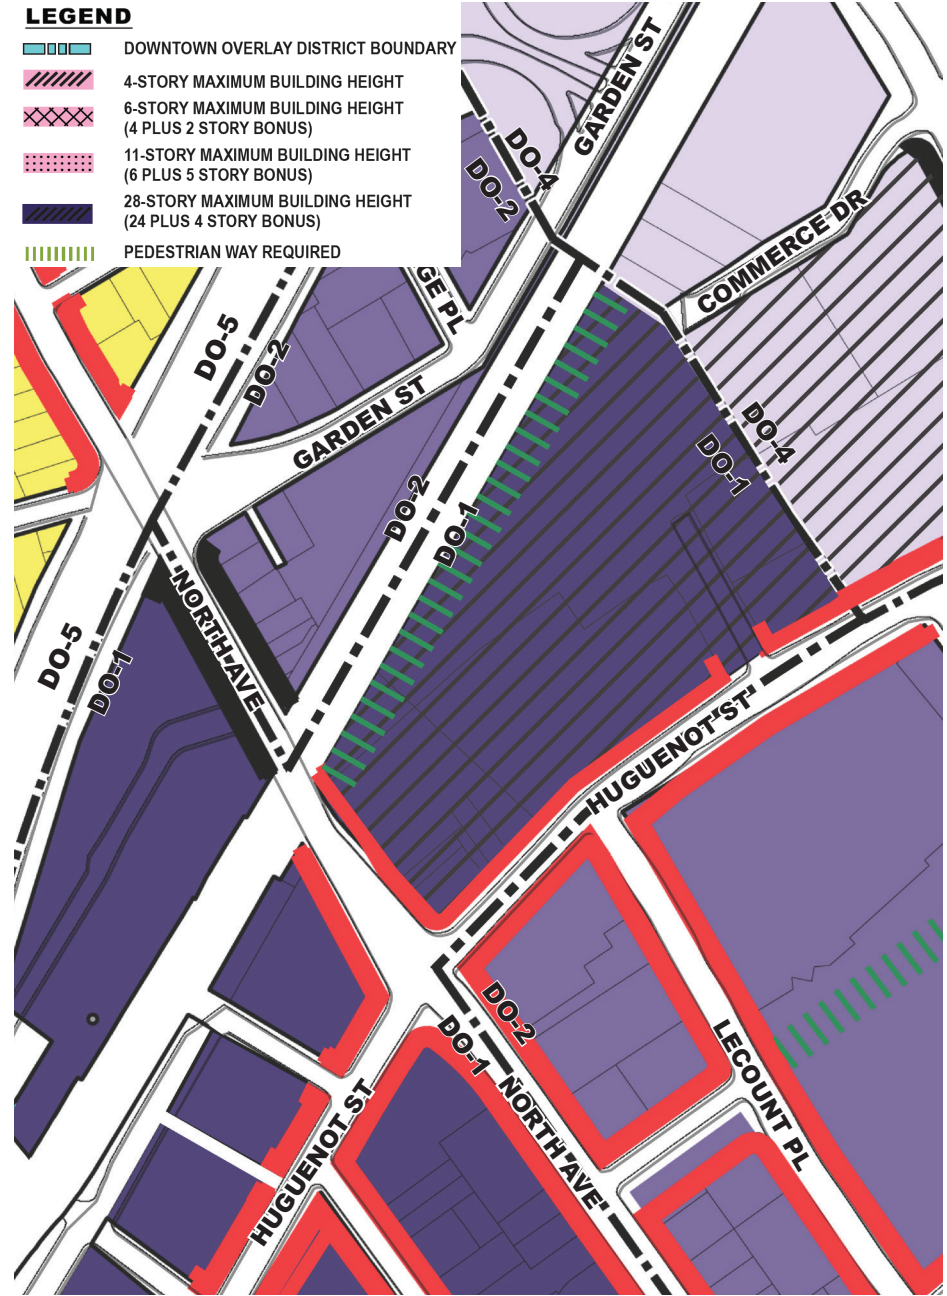 LEGEND
DOWNTOWN OVERLAY DISTRICT BOUNDARY
4-STORY MAXIMUM BUILDING HEIGHT
6-STORY MAXIMUM BUILDING HEIGHT
(4 PLUS 2 STORY BONUS)
11-STORY MAXIMUM BUILDING HEIGHT
(6 PLUS 5 STORY BONUS)
28-STORY MAXIMUM BUILDING HEIGHT
(24 PLUS 4 STORY BONUS)
PEDESTRIAN WAY REQUIRED
GARDEN ST
DO-4
DO-2
COMMERCE DR
GE PL
DO-5
DO-2
GARDEN ST
DO-4
DO-1
DO-2
DO-1
NORTH AVE
DO-5
DO-1
HUGUENOT ST
DO-2
DO-1
NORTH AVE
LECOUNT PL
HUGUENOT ST